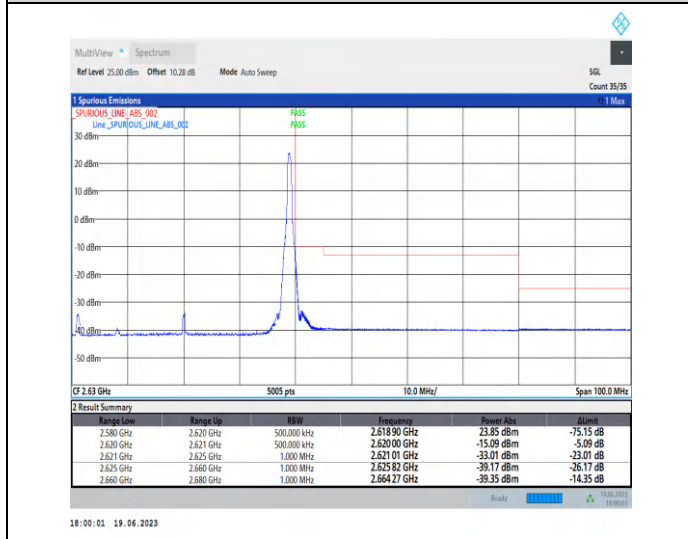 MultiView Spectrum
Ref Level 25.00 dBm Offset 10.28 dB Mode Auto Sweep SGL
Count 35/35
1 Spurious Emissions 1 Max
_SPURIOUS_LINE_ABS_002 PASS
Line _SPURIOUS_LINE_ABS_002 PASS
30 dBm
20 dBm
10 dBm
0 dBm
-10 dBm
-20 dBm
-30 dBm
-40 dBm
-50 dBm
CF 2.63 GHz 5005 pts 10.0 MHz/ Span 100.0 MHz
2 Result Summary
Range Low Range Up RBW Frequency Power Abs ΔLimit
2.580 GHz 2.620 GHz 500.000 kHz 2.618 90 GHz 23.85 dBm -75.15 dB
2.620 GHz 2.621 GHz 500.000 kHz 2.620 00 GHz -15.09 dBm -5.09 dB
2.621 GHz 2.625 GHz 1.000 MHz 2.621 01 GHz -33.01 dBm -23.01 dB
2.625 GHz 2.660 GHz 1.000 MHz 2.625 82 GHz -39.17 dBm -26.17 dB
2.660 GHz 2.680 GHz 1.000 MHz 2.664 27 GHz -39.35 dBm -14.35 dB
Ready 19.06.2023
18:00:01
18:00:01 19.06.2023